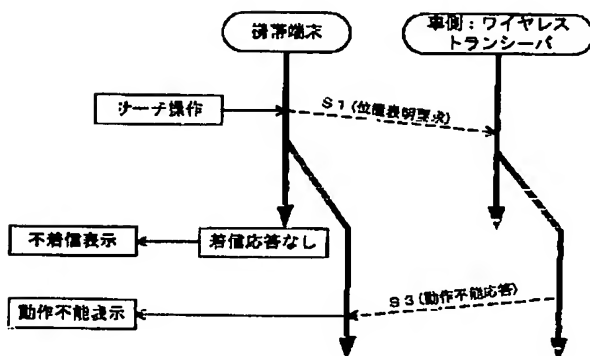 携帯端末
車側：ワイヤレス
トランシーバ
サーチ操作
S1(位置表明要求)
不着信表示
着信応答なし
S3(動作不能応答)
動作不能表示